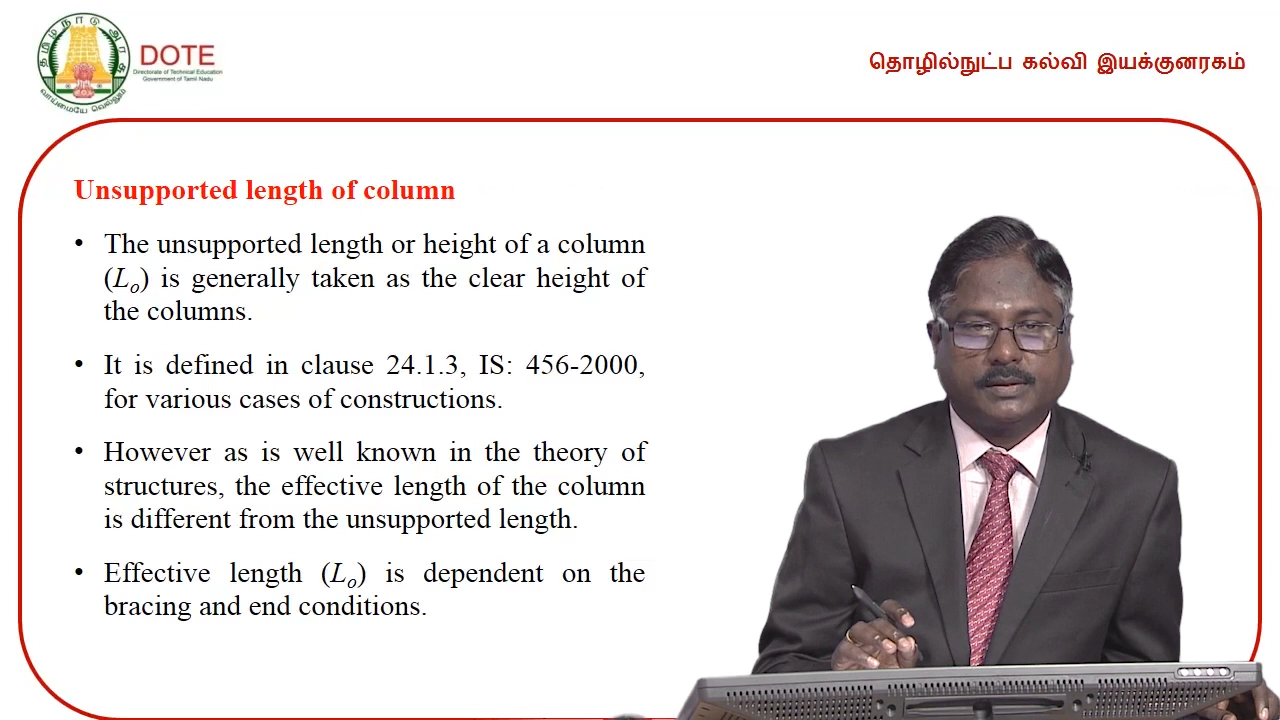 தமிழ்நாடு அரசு
வாய்மையே வெல்லும்
DOTE
Directorate of Technical Education
Government of Tamil Nadu
தொழில்நுட்ப கல்வி இயக்குனரகம்
Unsupported length of column
• The unsupported length or height of a column
(Lₒ) is generally taken as the clear height of
the columns.
• It is defined in clause 24.1.3, IS: 456-2000,
for various cases of constructions.
• However as is well known in the theory of
structures, the effective length of the column
is different from the unsupported length.
• Effective length (Lₒ) is dependent on the
bracing and end conditions.